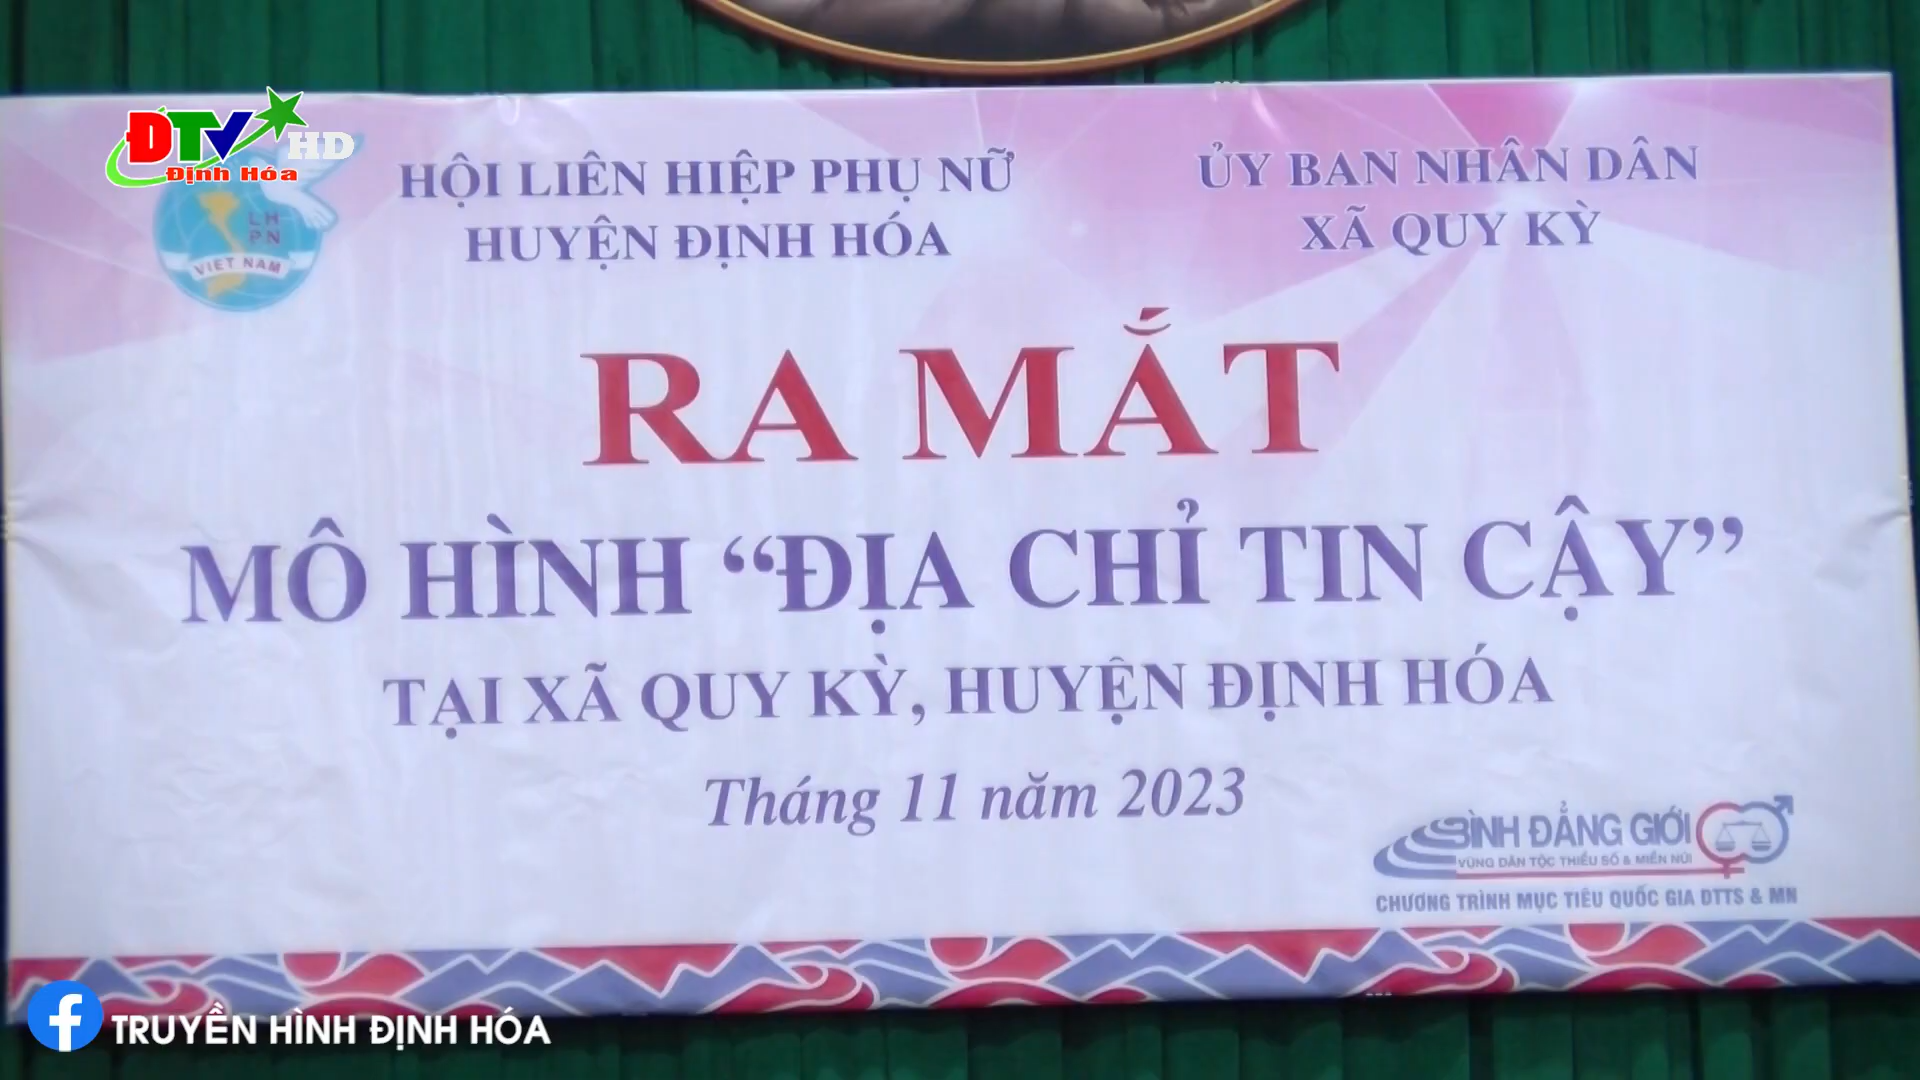 ĐTV HD
Định Hóa
LH
PN
VIET NAM
HỘI LIÊN HIỆP PHỤ NỮ
HUYỆN ĐỊNH HÓA
ỦY BAN NHÂN DÂN
XÃ QUY KỲ
RA MẮT
MÔ HÌNH “ĐỊA CHỈ TIN CẬY”
TẠI XÃ QUY KỲ, HUYỆN ĐỊNH HÓA
Tháng 11 năm 2023
BÌNH ĐẲNG GIỚI
VÙNG DÂN TỘC THIỂU SỐ & MIỀN NÚI
CHƯƠNG TRÌNH MỤC TIÊU QUỐC GIA DTTS & MN
TRUYỀN HÌNH ĐỊNH HÓA